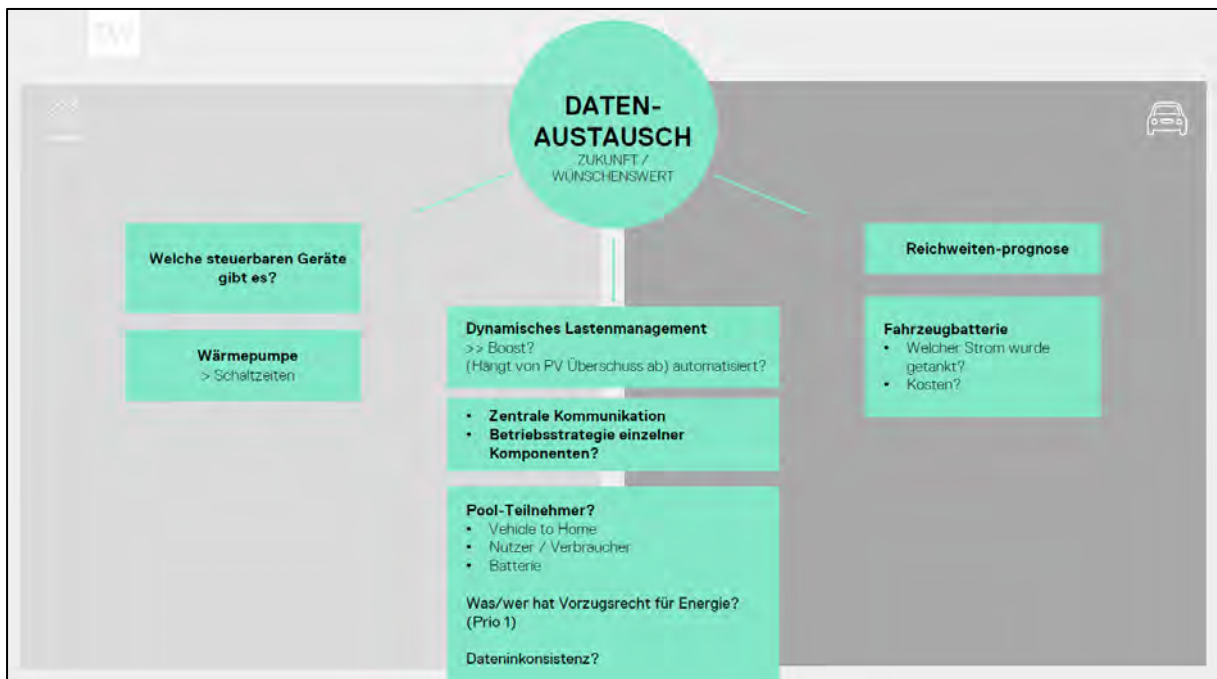 DATEN-
AUSTAUSCH
ZUKUNFT /
WÜNSCHENSWERT
Welche steuerbaren Geräte
gibt es?
Wärmepumpe
> Schaltzeiten
Dynamisches Lastenmanagement
>> Boost?
(Hängt von PV Überschuss ab) automatisiert?
• Zentrale Kommunikation
• Betriebsstrategie einzelner
Komponenten?
Pool-Teilnehmer?
• Vehicle to Home
• Nutzer / Verbraucher
• Batterie
Was/wer hat Vorzugsrecht für Energie?
(Prio 1)
Dateninkonsistenz?
Reichweiten-prognose
Fahrzeugbatterie
• Welcher Strom wurde
getankt?
• Kosten?